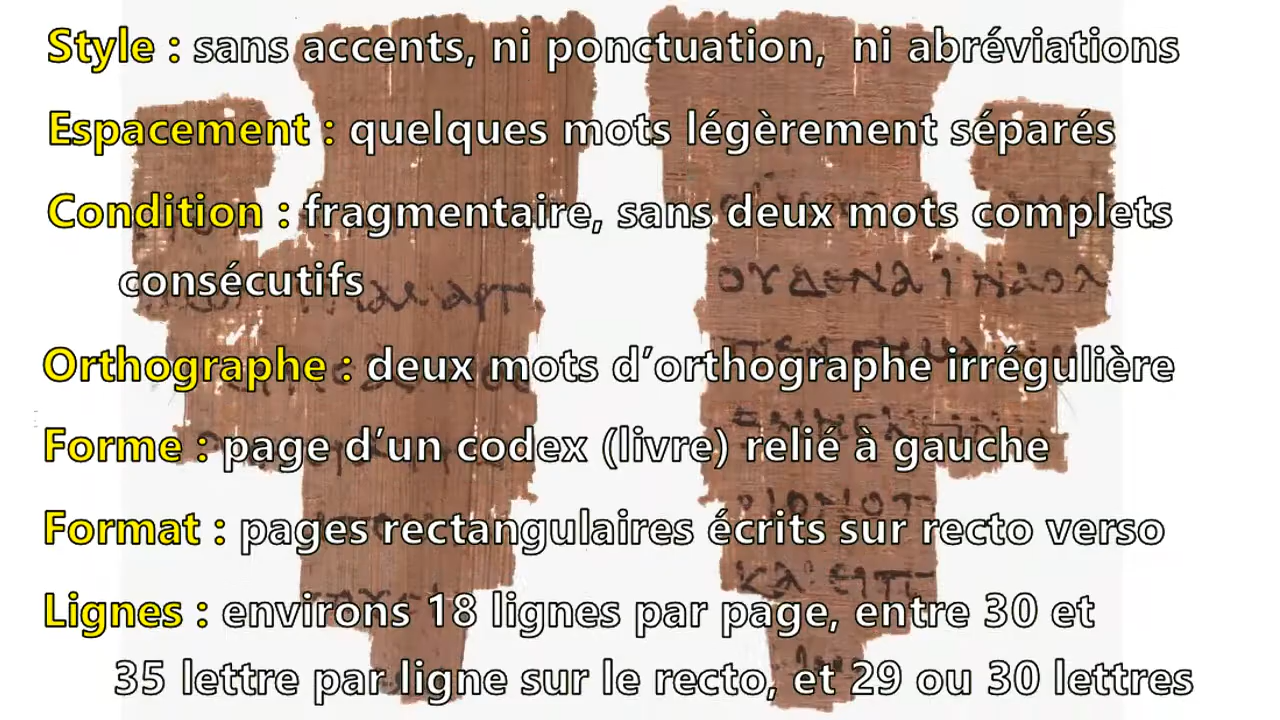 Style : sans accents, ni ponctuation, ni abréviations
Espacement : quelques mots légèrement séparés
Condition : fragmentaire, sans deux mots complets
consécutifs
Orthographe : deux mots d’orthographe irrégulière
Forme : page d’un codex (livre) relié à gauche
Format : pages rectangulaires écrits sur recto verso
Lignes : environs 18 lignes par page, entre 30 et
35 lettre par ligne sur le recto, et 29 ou 30 lettres
ΟΥΔΕΝΑ ΙΝΑΟΛ